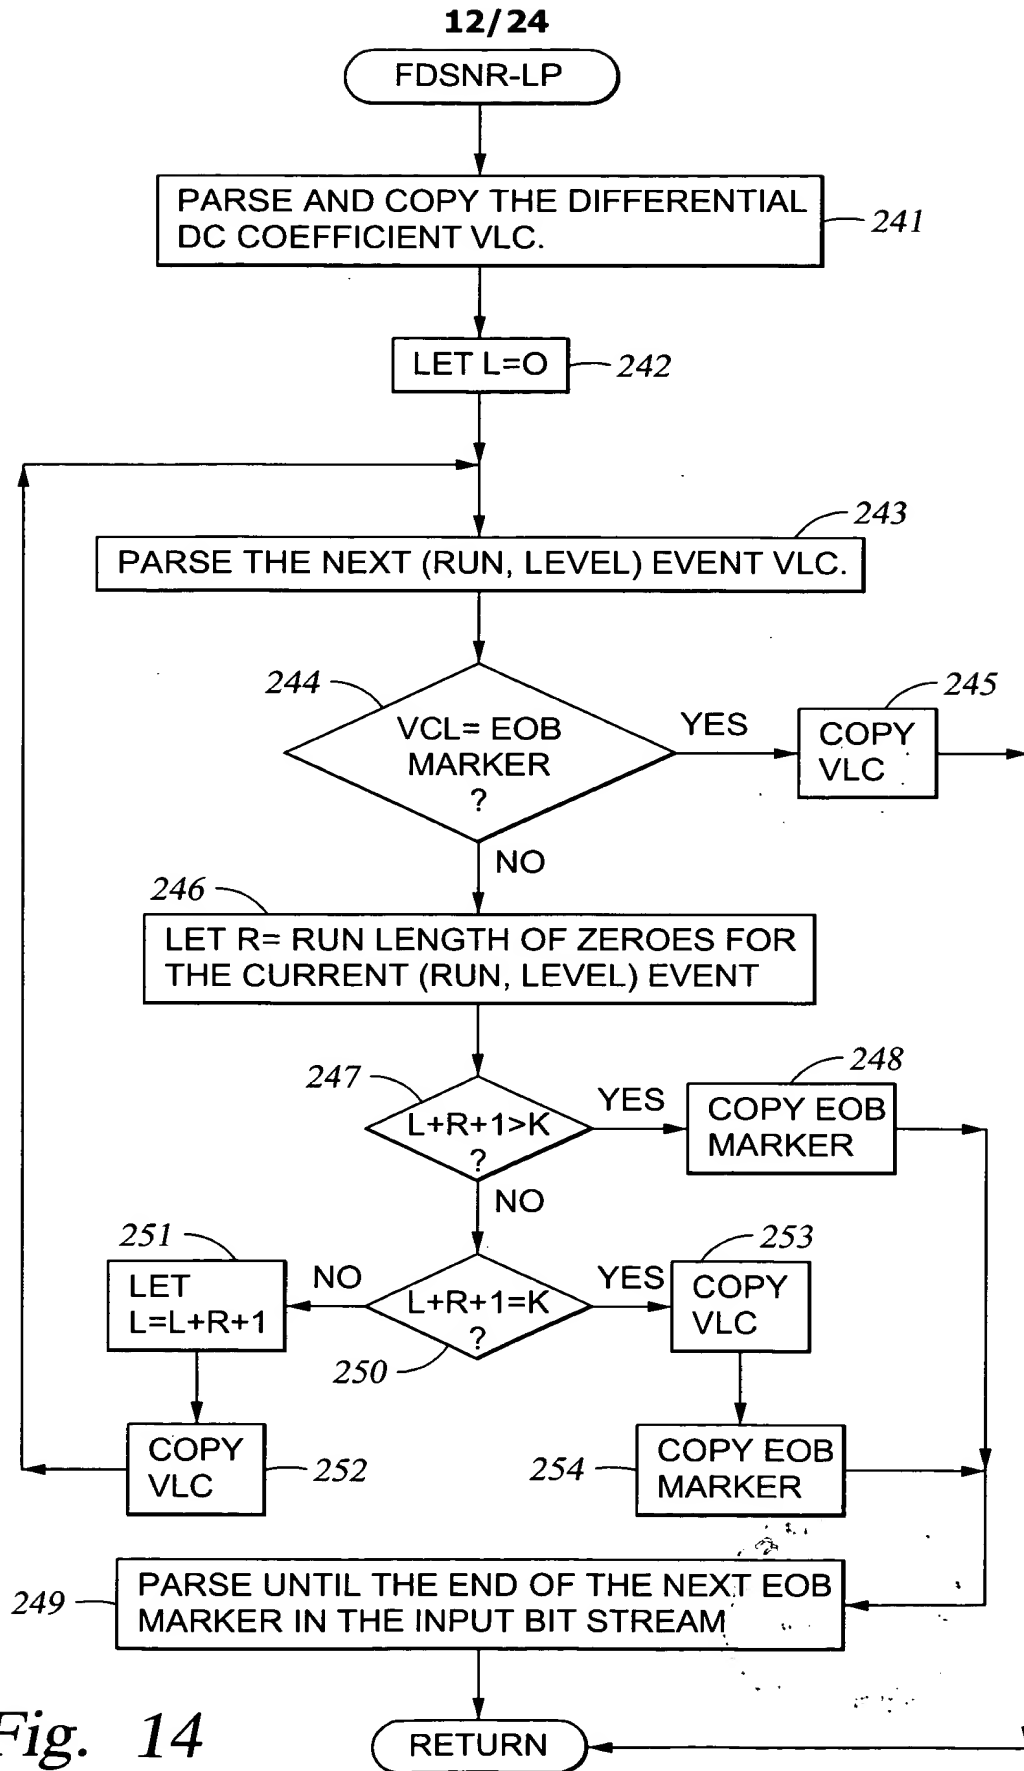 12/24
FDSNR-LP
PARSE AND COPY THE DIFFERENTIAL
DC COEFFICIENT VLC.
241
LET L=O
242
243
PARSE THE NEXT (RUN, LEVEL) EVENT VLC.
244
VCL= EOB
MARKER
?
YES
245
COPY
VLC
NO
246
LET R= RUN LENGTH OF ZEROES FOR
THE CURRENT (RUN, LEVEL) EVENT
247
L+R+1>K
?
YES
248
COPY EOB
MARKER
NO
251
LET
L=L+R+1
NO
L+R+1=K
?
250
YES
253
COPY
VLC
COPY
VLC
252
254
COPY EOB
MARKER
249
PARSE UNTIL THE END OF THE NEXT EOB
MARKER IN THE INPUT BIT STREAM
RETURN
Fig. 14